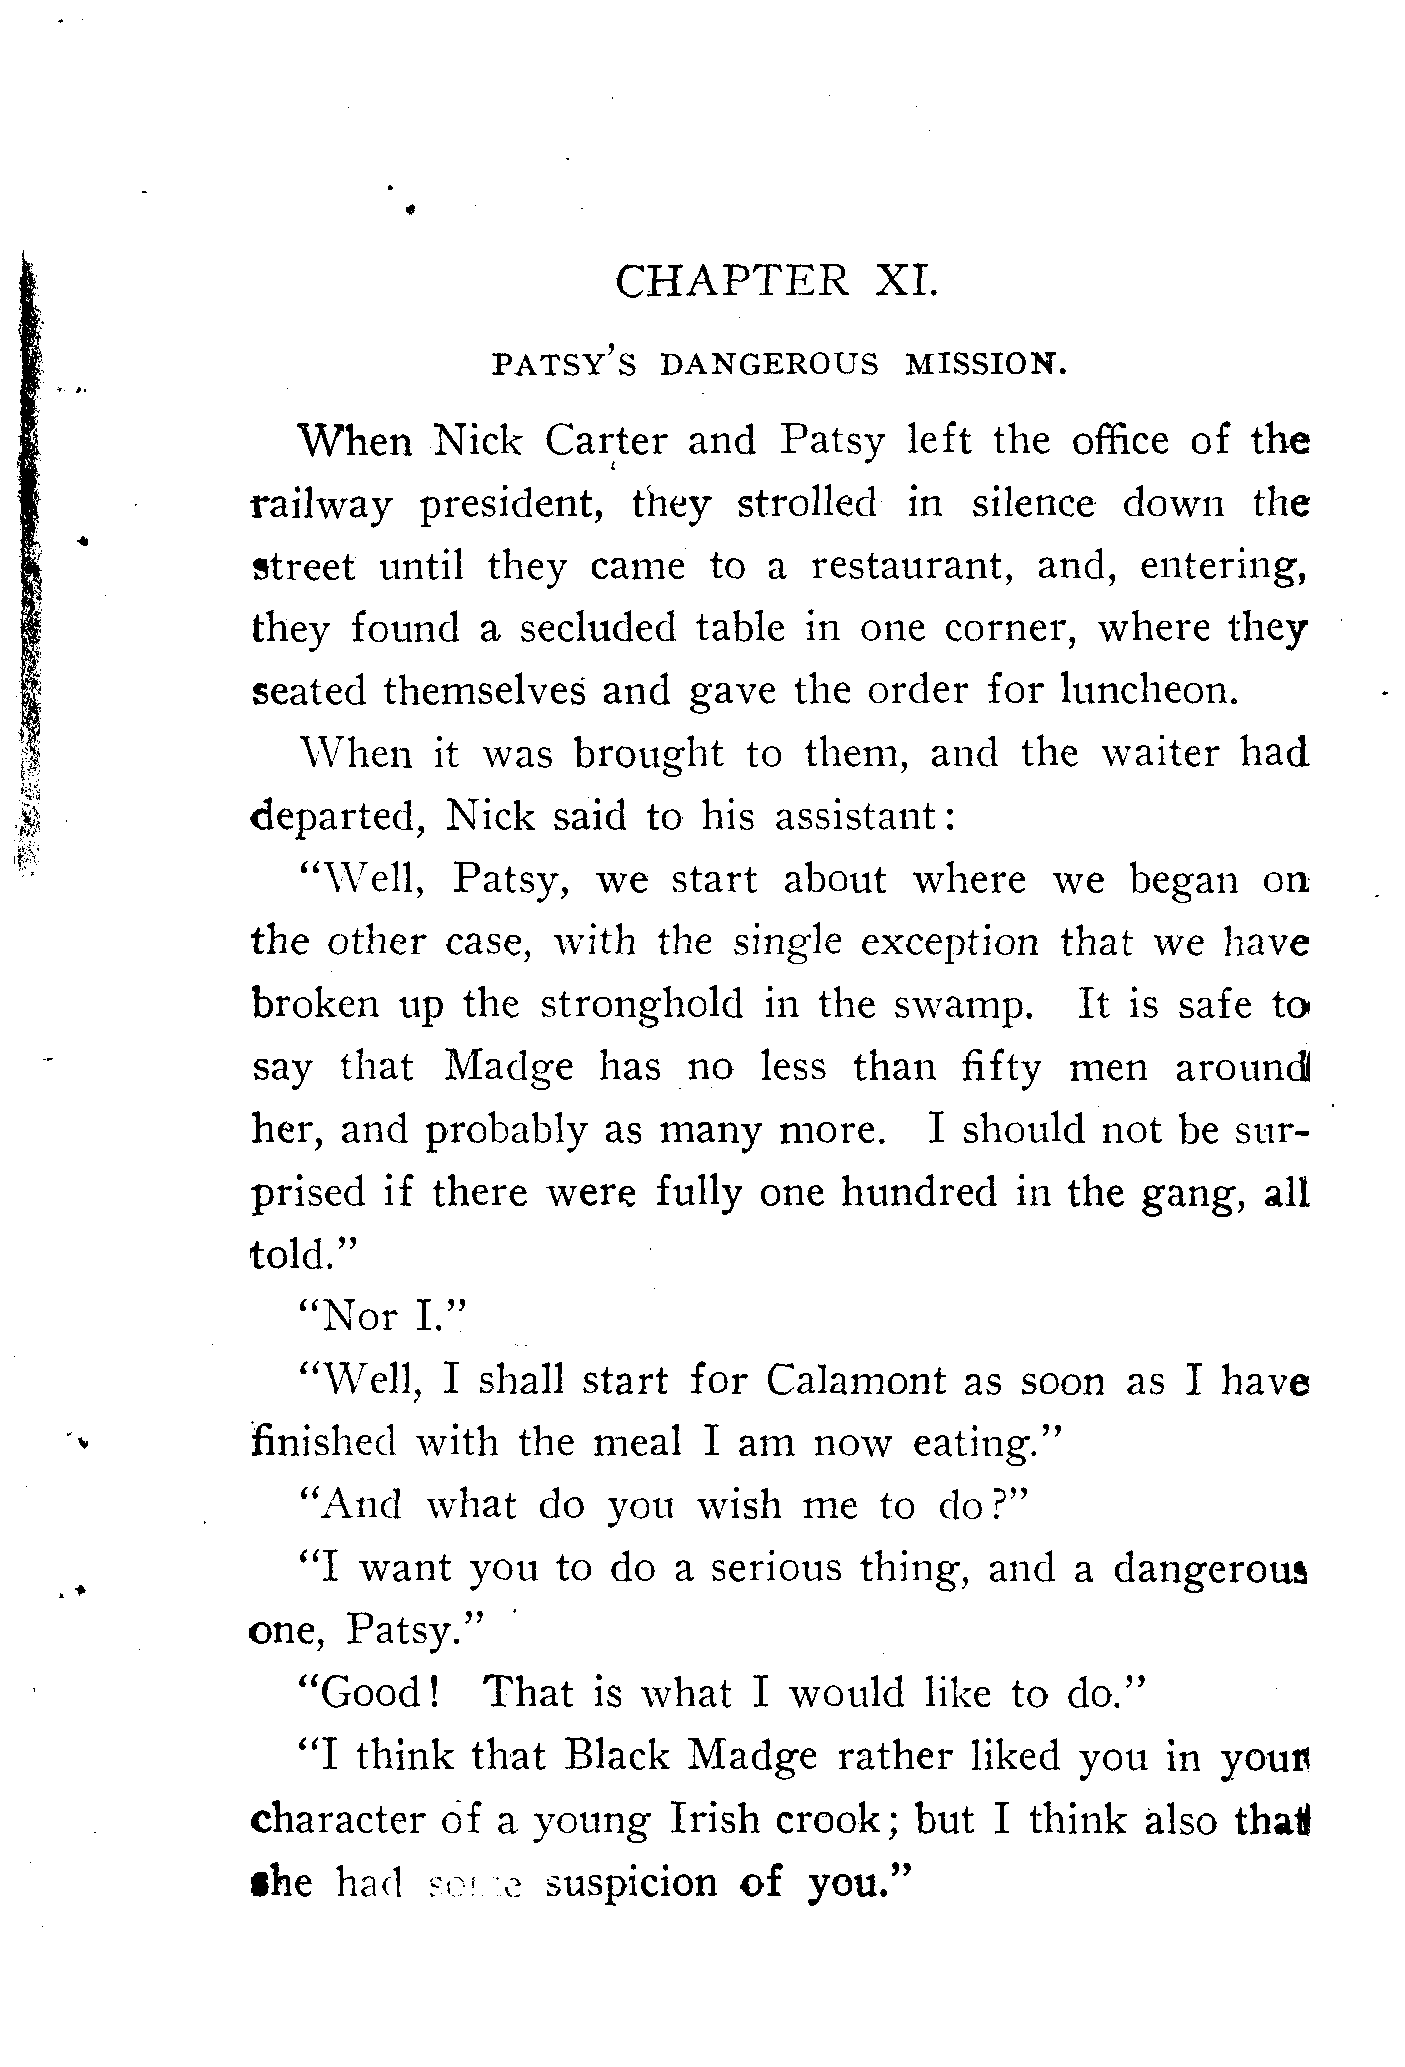 CHAPTER XI.
PATSY'S DANGEROUS MISSION.
When Nick Carter and Patsy left the office of the
railway president, they strolled in silence down the
street until they came to a restaurant, and, entering,
they found a secluded table in one corner, where they
seated themselves and gave the order for luncheon.
When it was brought to them, and the waiter had
departed, Nick said to his assistant:
"Well, Patsy, we start about where we began on
the other case, with the single exception that we have
broken up the stronghold in the swamp. It is safe to
say that Madge has no less than fifty men around
her, and probably as many more. I should not be sur-
prised if there were fully one hundred in the gang, all
told."
"Nor I."
"Well, I shall start for Calamont as soon as I have
finished with the meal I am now eating."
"And what do you wish me to do?"
"I want you to do a serious thing, and a dangerous
one, Patsy."
"Good! That is what I would like to do."
"I think that Black Madge rather liked you in your
character of a young Irish crook; but I think also that
she had some suspicion of you."